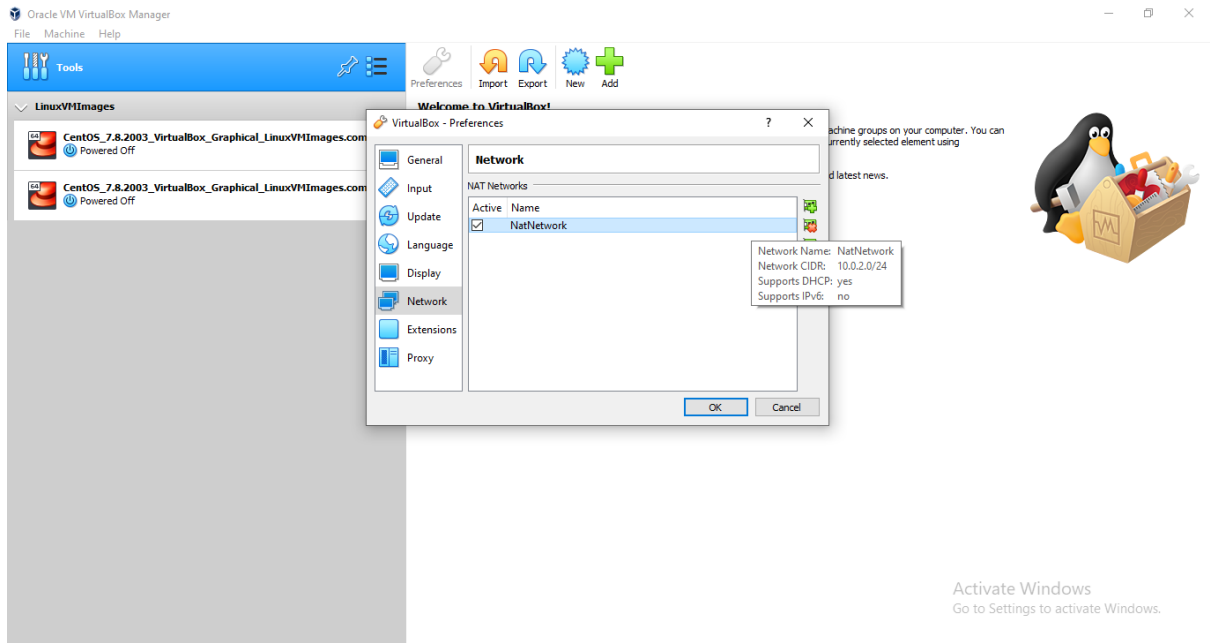 Oracle VM VirtualBox Manager
File Machine Help
Tools
Preferences Import Export New Add
LinuxVMImages
Welcome to VirtualBox!
64 CentOS_7.8.2003_VirtualBox_Graphical_LinuxVMImages.com
Powered Off
64 CentOS_7.8.2003_VirtualBox_Graphical_LinuxVMImages.com
Powered Off
achine groups on your computer. You can
urrently selected element using
d latest news.
VirtualBox - Preferences ?
General
Input
Update
Language
Display
Network
Extensions
Proxy
Network
NAT Networks
Active Name
NatNetwork
Network Name: NatNetwork
Network CIDR: 10.0.2.0/24
Supports DHCP: yes
Supports IPv6: no
OK Cancel
Activate Windows
Go to Settings to activate Windows.